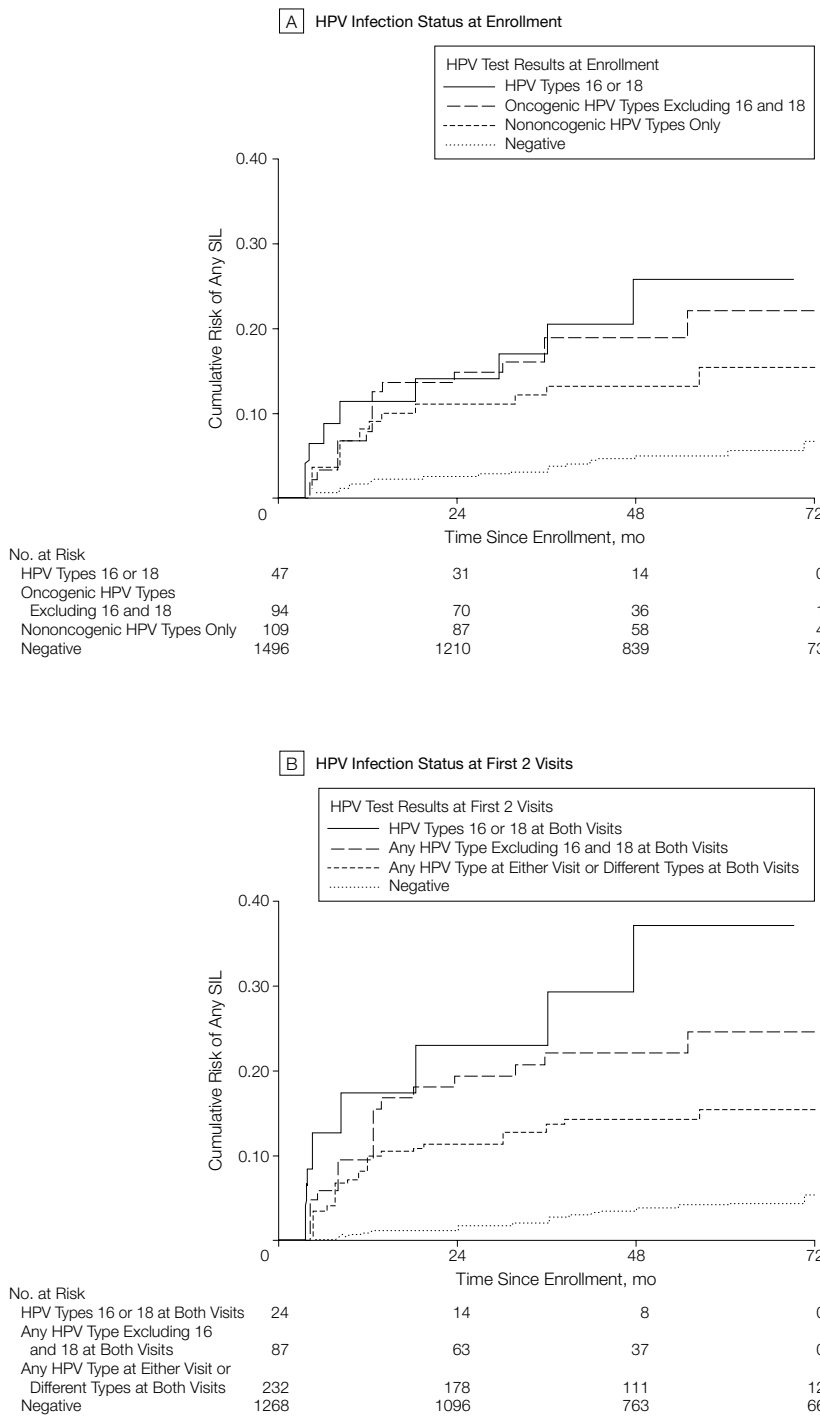 A HPV Infection Status at Enrollment
HPV Test Results at Enrollment
HPV Types 16 or 18
Oncogenic HPV Types Excluding 16 and 18
Nononcogenic HPV Types Only
Negative
Cumulative Risk of Any SIL
0.40
0.30
0.20
0.10
0
24
48
72
Time Since Enrollment, mo
No. at Risk
HPV Types 16 or 18 47 31 14 0
Oncogenic HPV Types
Excluding 16 and 18 94 70 36 1
Nononcogenic HPV Types Only 109 87 58 4
Negative 1496 1210 839 73
B HPV Infection Status at First 2 Visits
HPV Test Results at First 2 Visits
HPV Types 16 or 18 at Both Visits
Any HPV Type Excluding 16 and 18 at Both Visits
Any HPV Type at Either Visit or Different Types at Both Visits
Negative
Cumulative Risk of Any SIL
0.40
0.30
0.20
0.10
0
24
48
72
Time Since Enrollment, mo
No. at Risk
HPV Types 16 or 18 at Both Visits 24 14 8 0
Any HPV Type Excluding 16
and 18 at Both Visits 87 63 37 0
Any HPV Type at Either Visit or
Different Types at Both Visits 232 178 111 12
Negative 1268 1096 763 66